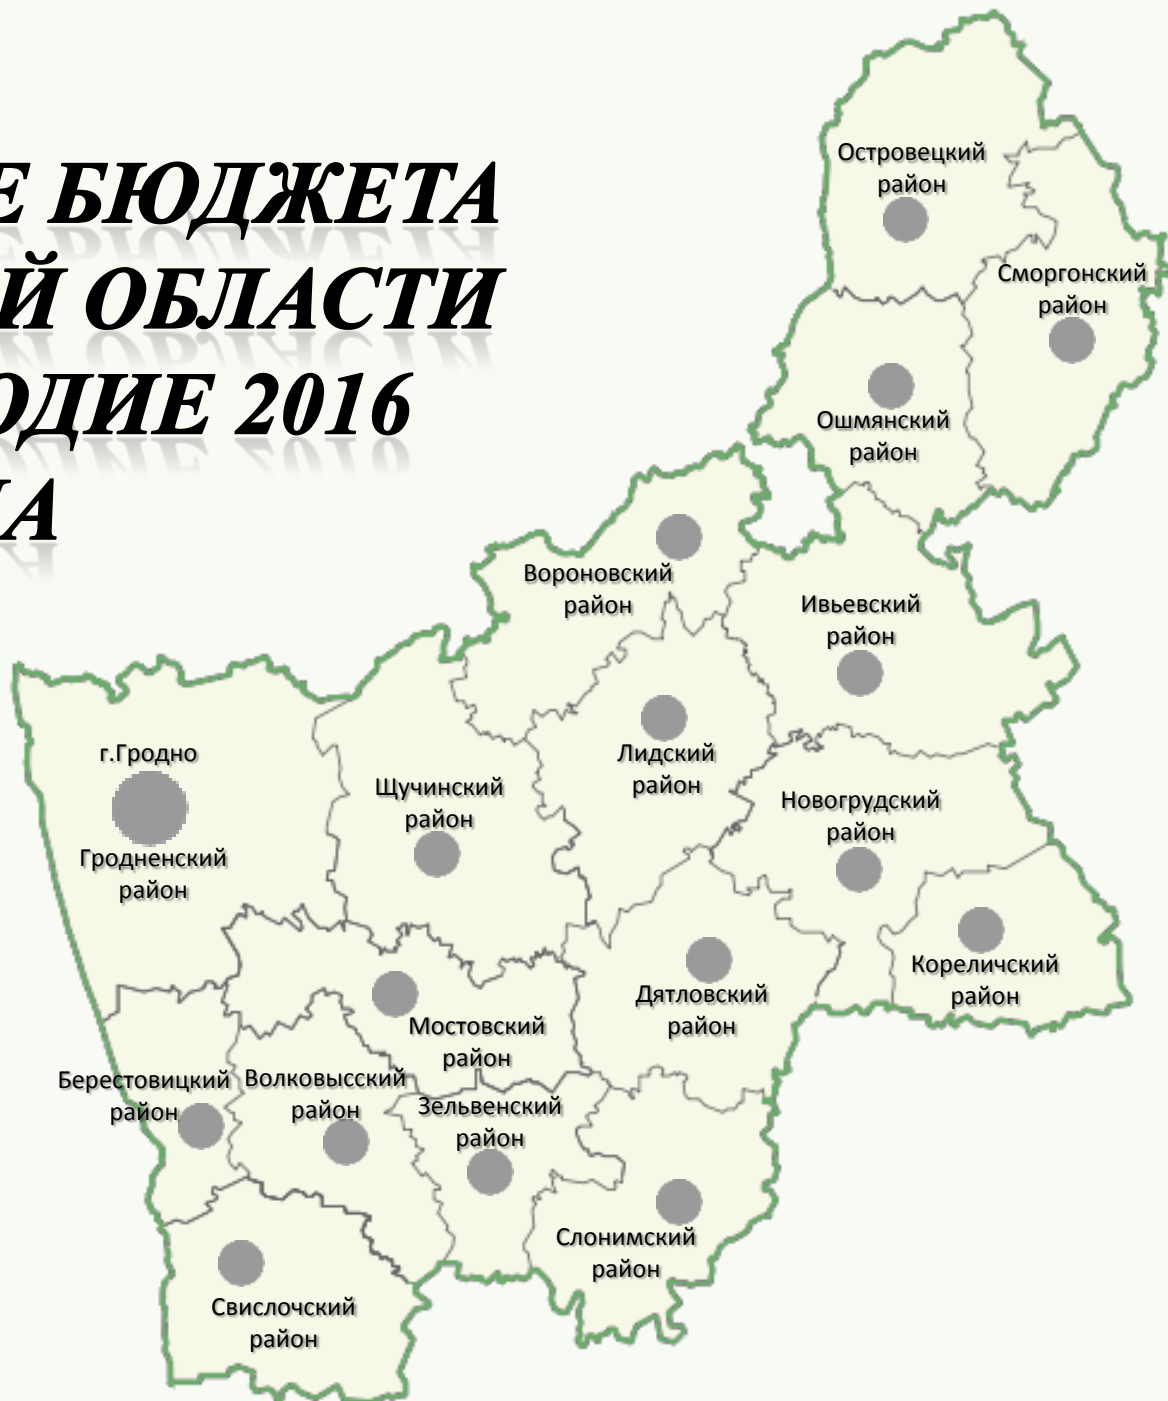 Е БЮДЖЕТА
Й ОБЛАСТИ
ОДИЕ 2016
НА
Островецкий
район
Сморгонский
район
Ошмянский
район
Вороновский
район
Ивьевский
район
г.Гродно
Гродненский
район
Щучинский
район
Лидский
район
Новогрудский
район
Кореличский
район
Дятловский
район
Мостовский
район
Берестовицкий
район
Волковысский
район
Зельвенский
район
Слонимский
район
Свислочский
район